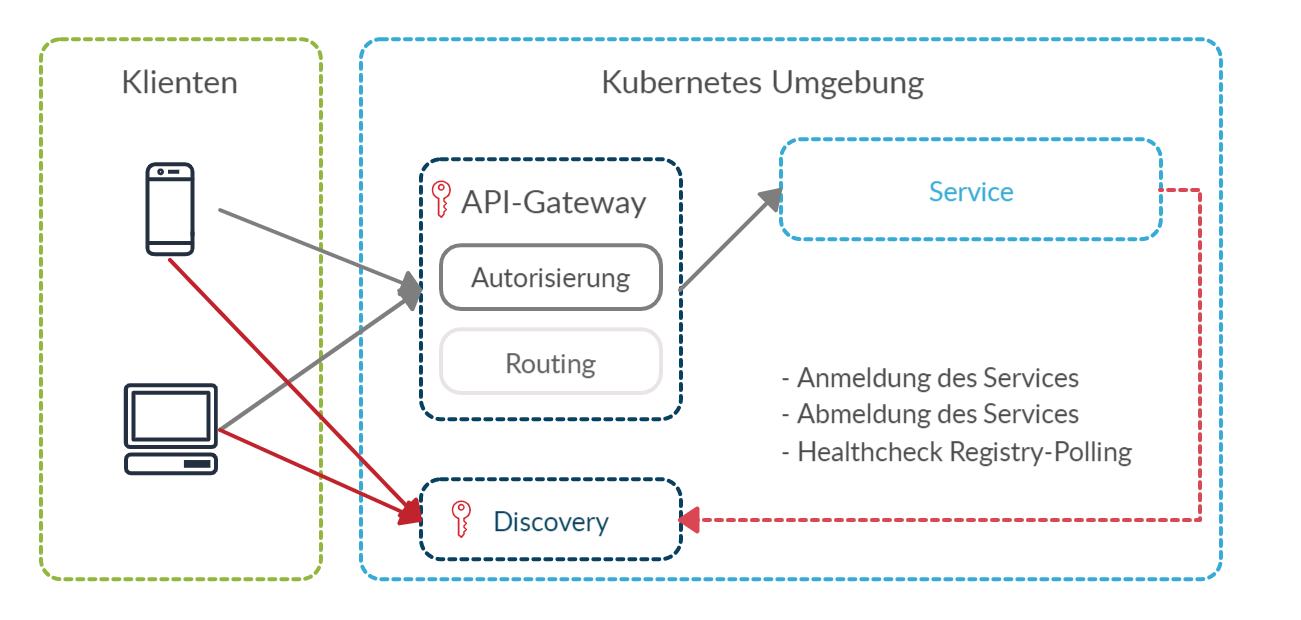 Klienten
Kubernetes Umgebung
API-Gateway
Autorisierung
Routing
Service
- Anmeldung des Services
- Abmeldung des Services
- Healthcheck Registry-Polling
Discovery